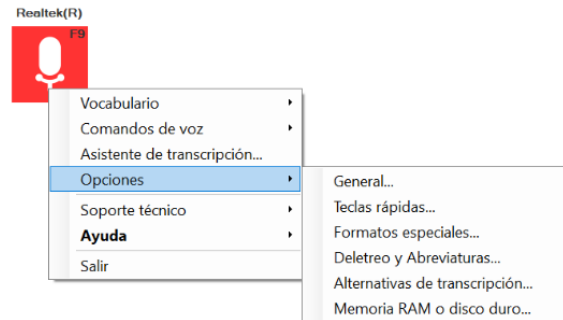 Realtek(R)
F9
Vocabulario
Comandos de voz
Asistente de transcripción...
Opciones
Soporte técnico
Ayuda
Salir
General...
Teclas rápidas...
Formatos especiales...
Deletreo y Abreviaturas...
Alternativas de transcripción...
Memoria RAM o disco duro...